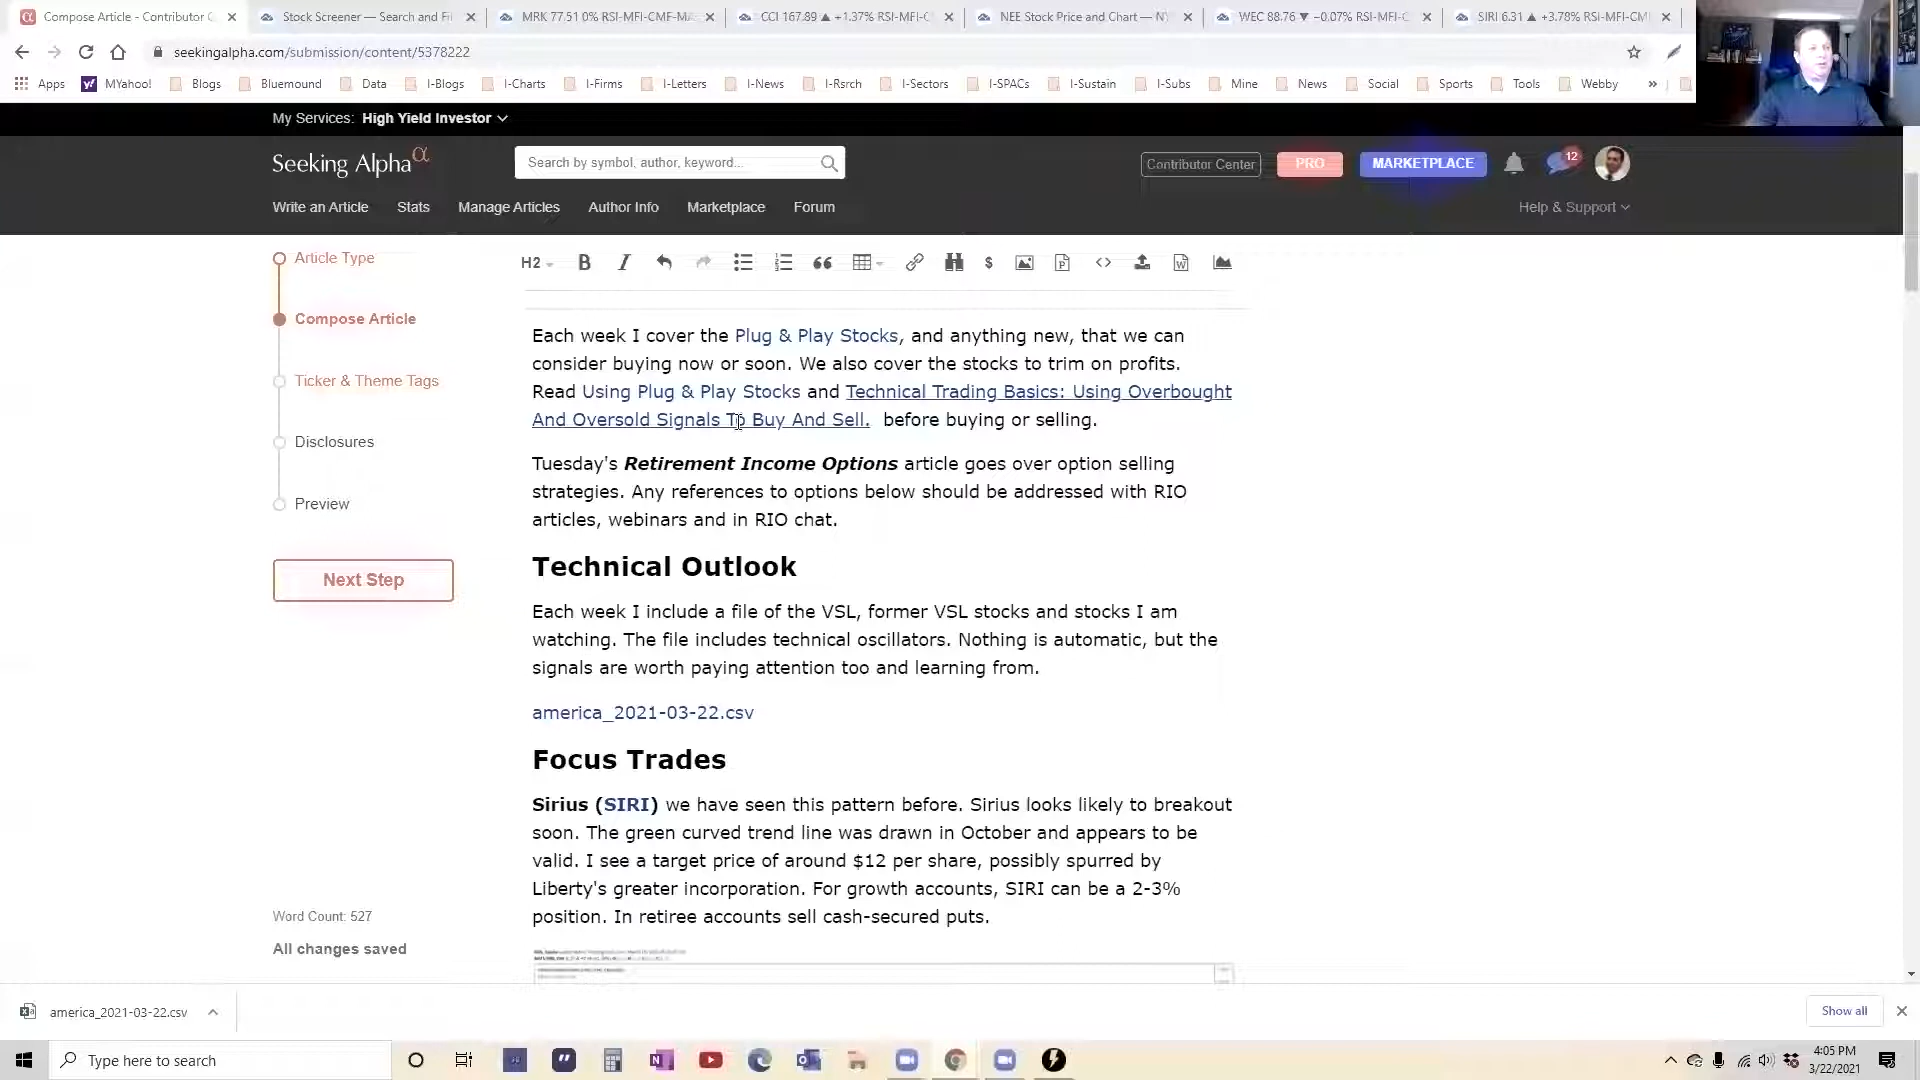 Compose Article - Contributor C
Stock Screener — Search and Fi
MRK 77.51 0% RSI-MFI-CMF-MA
CCI 167.89 ▲ +1.37% RSI-MFI-C
NEE Stock Price and Chart — NY
WEC 88.76 ▼ −0.07% RSI-MFI-C
SIRI 6.31 ▲ +3.78% RSI-MFI-CM
seekingalpha.com/submission/content/5378222
Apps
MYahoo!
Blogs
Bluemound
Data
I-Blogs
I-Charts
I-Firms
I-Letters
I-News
I-Rsrch
I-Sectors
I-SPACs
I-Sustain
I-Subs
Mine
News
Social
Sports
Tools
Webby
»
My Services: High Yield Investor
Seeking Alpha α
Search by symbol, author, keyword...
Contributor Center
PRO
MARKETPLACE
12
Write an Article
Stats
Manage Articles
Author Info
Marketplace
Forum
Help & Support
Article Type
Compose Article
Ticker & Theme Tags
Disclosures
Preview
Next Step
Word Count: 527
All changes saved
H2
B
I
$
Each week I cover the Plug & Play Stocks, and anything new, that we can
consider buying now or soon. We also cover the stocks to trim on profits.
Read Using Plug & Play Stocks and Technical Trading Basics: Using Overbought
And Oversold Signals To Buy And Sell. before buying or selling.
Tuesday's Retirement Income Options article goes over option selling
strategies. Any references to options below should be addressed with RIO
articles, webinars and in RIO chat.
Technical Outlook
Each week I include a file of the VSL, former VSL stocks and stocks I am
watching. The file includes technical oscillators. Nothing is automatic, but the
signals are worth paying attention too and learning from.
america_2021-03-22.csv
Focus Trades
Sirius (SIRI) we have seen this pattern before. Sirius looks likely to breakout
soon. The green curved trend line was drawn in October and appears to be
valid. I see a target price of around $12 per share, possibly spurred by
Liberty's greater incorporation. For growth accounts, SIRI can be a 2-3%
position. In retiree accounts sell cash-secured puts.
america_2021-03-22.csv
Show all
Type here to search
4:05 PM
3/22/2021